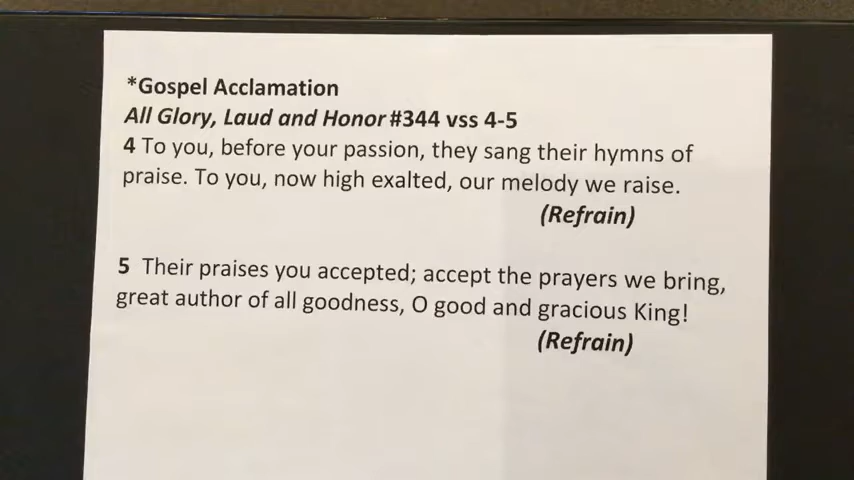 *Gospel Acclamation
All Glory, Laud and Honor #344 vss 4-5
4 To you, before your passion, they sang their hymns of
praise. To you, now high exalted, our melody we raise.
(Refrain)
5 Their praises you accepted; accept the prayers we bring,
great author of all goodness, O good and gracious King!
(Refrain)